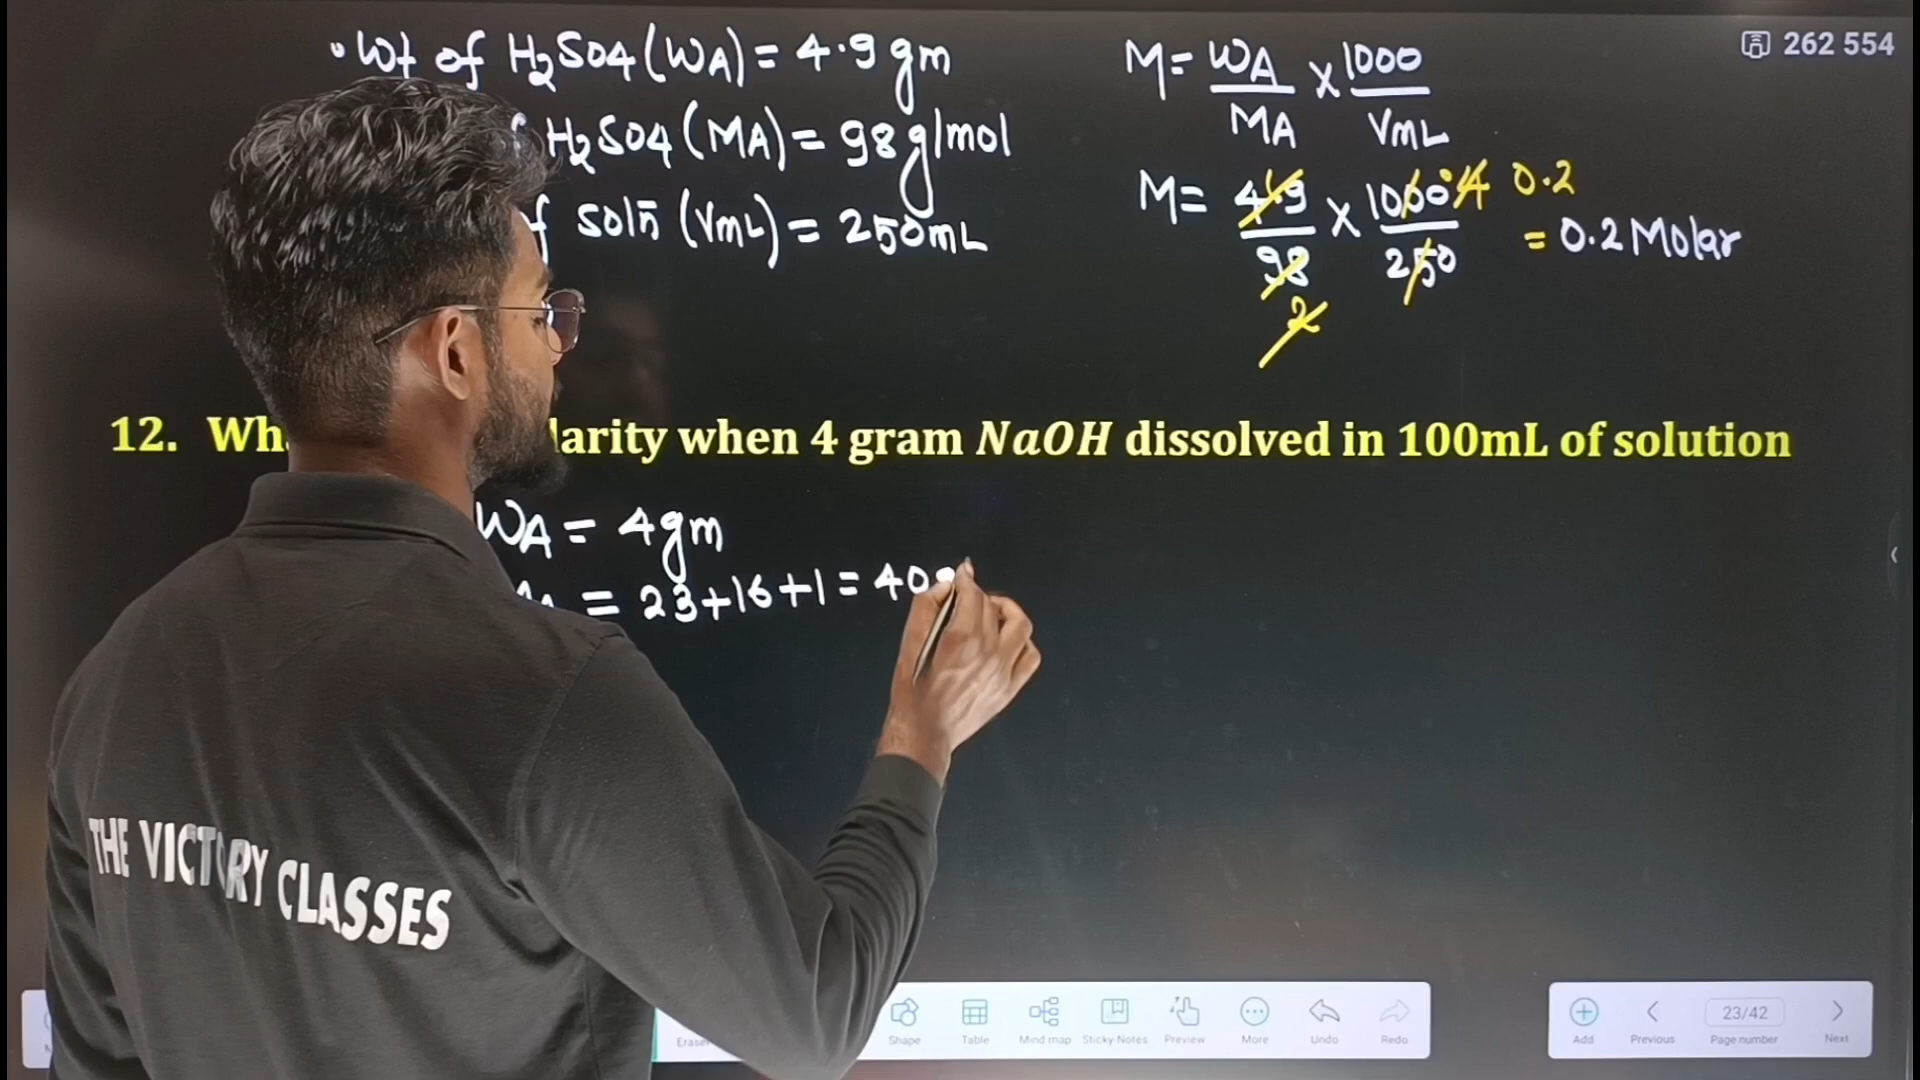 262 554
• Wt of H₂SO4 (WA) = 4.9 gm
f H₂SO4 (MA) = 98 g/mol
f soln̄ (VmL) = 250mL
M = WA/MA × 1000/VmL
M = 4.9/98 × 1000/250 4 0.2
= 0.2 Molar
2
12. Wh larity when 4 gram NaOH dissolved in 100mL of solution
WA = 4gm
= 23+16+1 = 40
THE VICTORY CLASSES
Eraser Shape Table Mind map Sticky Notes Preview More Undo Redo
Add Previous 23/42 Page number Next